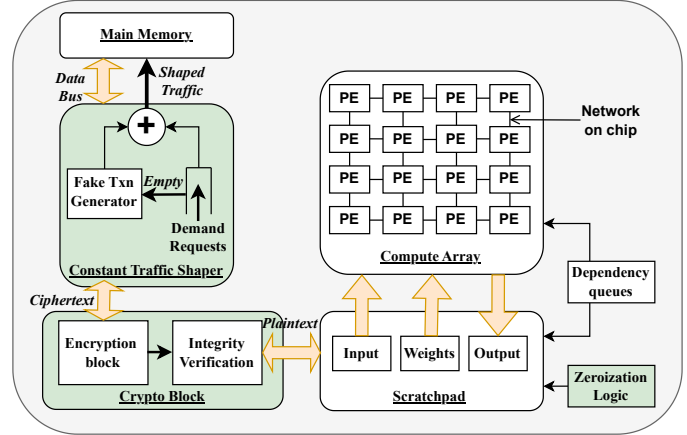 Main Memory
Data
Bus
Shaped
Traffic
+
Fake Txn
Generator
Empty
Demand
Requests
Constant Traffic Shaper
Ciphertext
Encryption
block
Integrity
Verification
Crypto Block
Plaintext
PE PE PE PE
PE PE PE PE
PE PE PE PE
PE PE PE PE
Compute Array
Network
on chip
Dependency
queues
Input Weights Output
Scratchpad
Zeroization
Logic